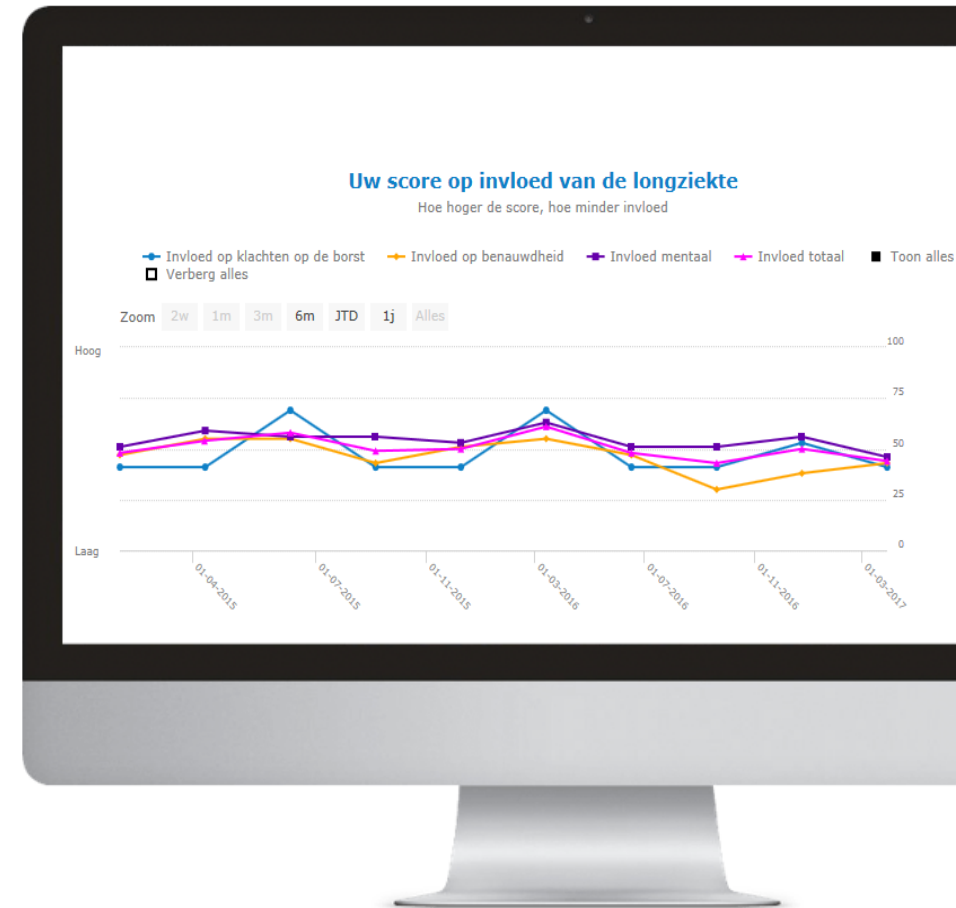 Uw score op invloed van de longziekte
Hoe hoger de score, hoe minder invloed
Invloed op klachten op de borst Invloed op benauwdheid Invloed mentaal Invloed totaal Toon alles
Verberg alles
Zoom 2w 1m 3m 6m JTD 1j Alles
Hoog
100
75
50
25
0
Laag
01-04-2015 01-07-2015 01-11-2015 01-03-2016 01-07-2016 01-11-2016 01-03-2017